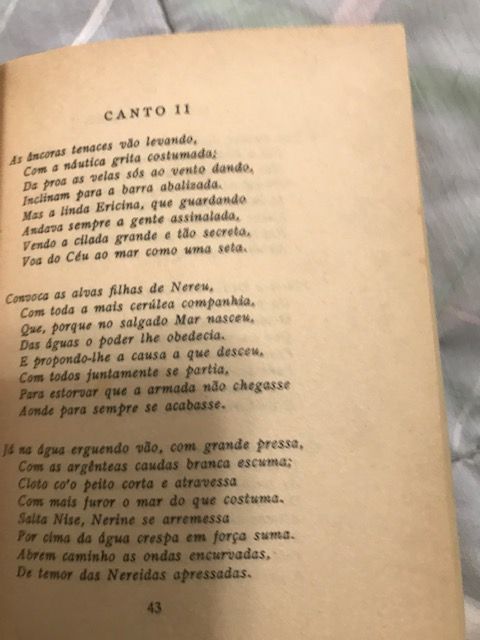 CANTO II
As âncoras tenaces vão levando,
Com a náutica grita costumada;
Da proa as velas sós ao vento dando,
Inclinam para a barra abalizada.
Mas a linda Ericina, que guardando
Andava sempre a gente assinalada,
Vendo a cilada grande e tão secreta,
Voa do Céu ao mar como uma seta.
Convoca as alvas filhas de Nereu,
Com toda a mais cerúlea companhia,
Que, porque no salgado Mar nasceu,
Das águas o poder lhe obedecia.
E propondo-lhe a causa a que desceu,
Com todos juntamente se partia,
Para estorvar que a armada não chegasse
Aonde para sempre se acabasse.
Já na água erguendo vão, com grande pressa,
Com as argênteas caudas branca escuma;
Cloto co'o peito corta e atravessa
Com mais furor o mar do que costuma.
Salta Nise, Nerine se arremessa
Por cima da água crespa em força suma.
Abrem caminho as ondas encurvadas,
De temor das Nereidas apressadas.
43